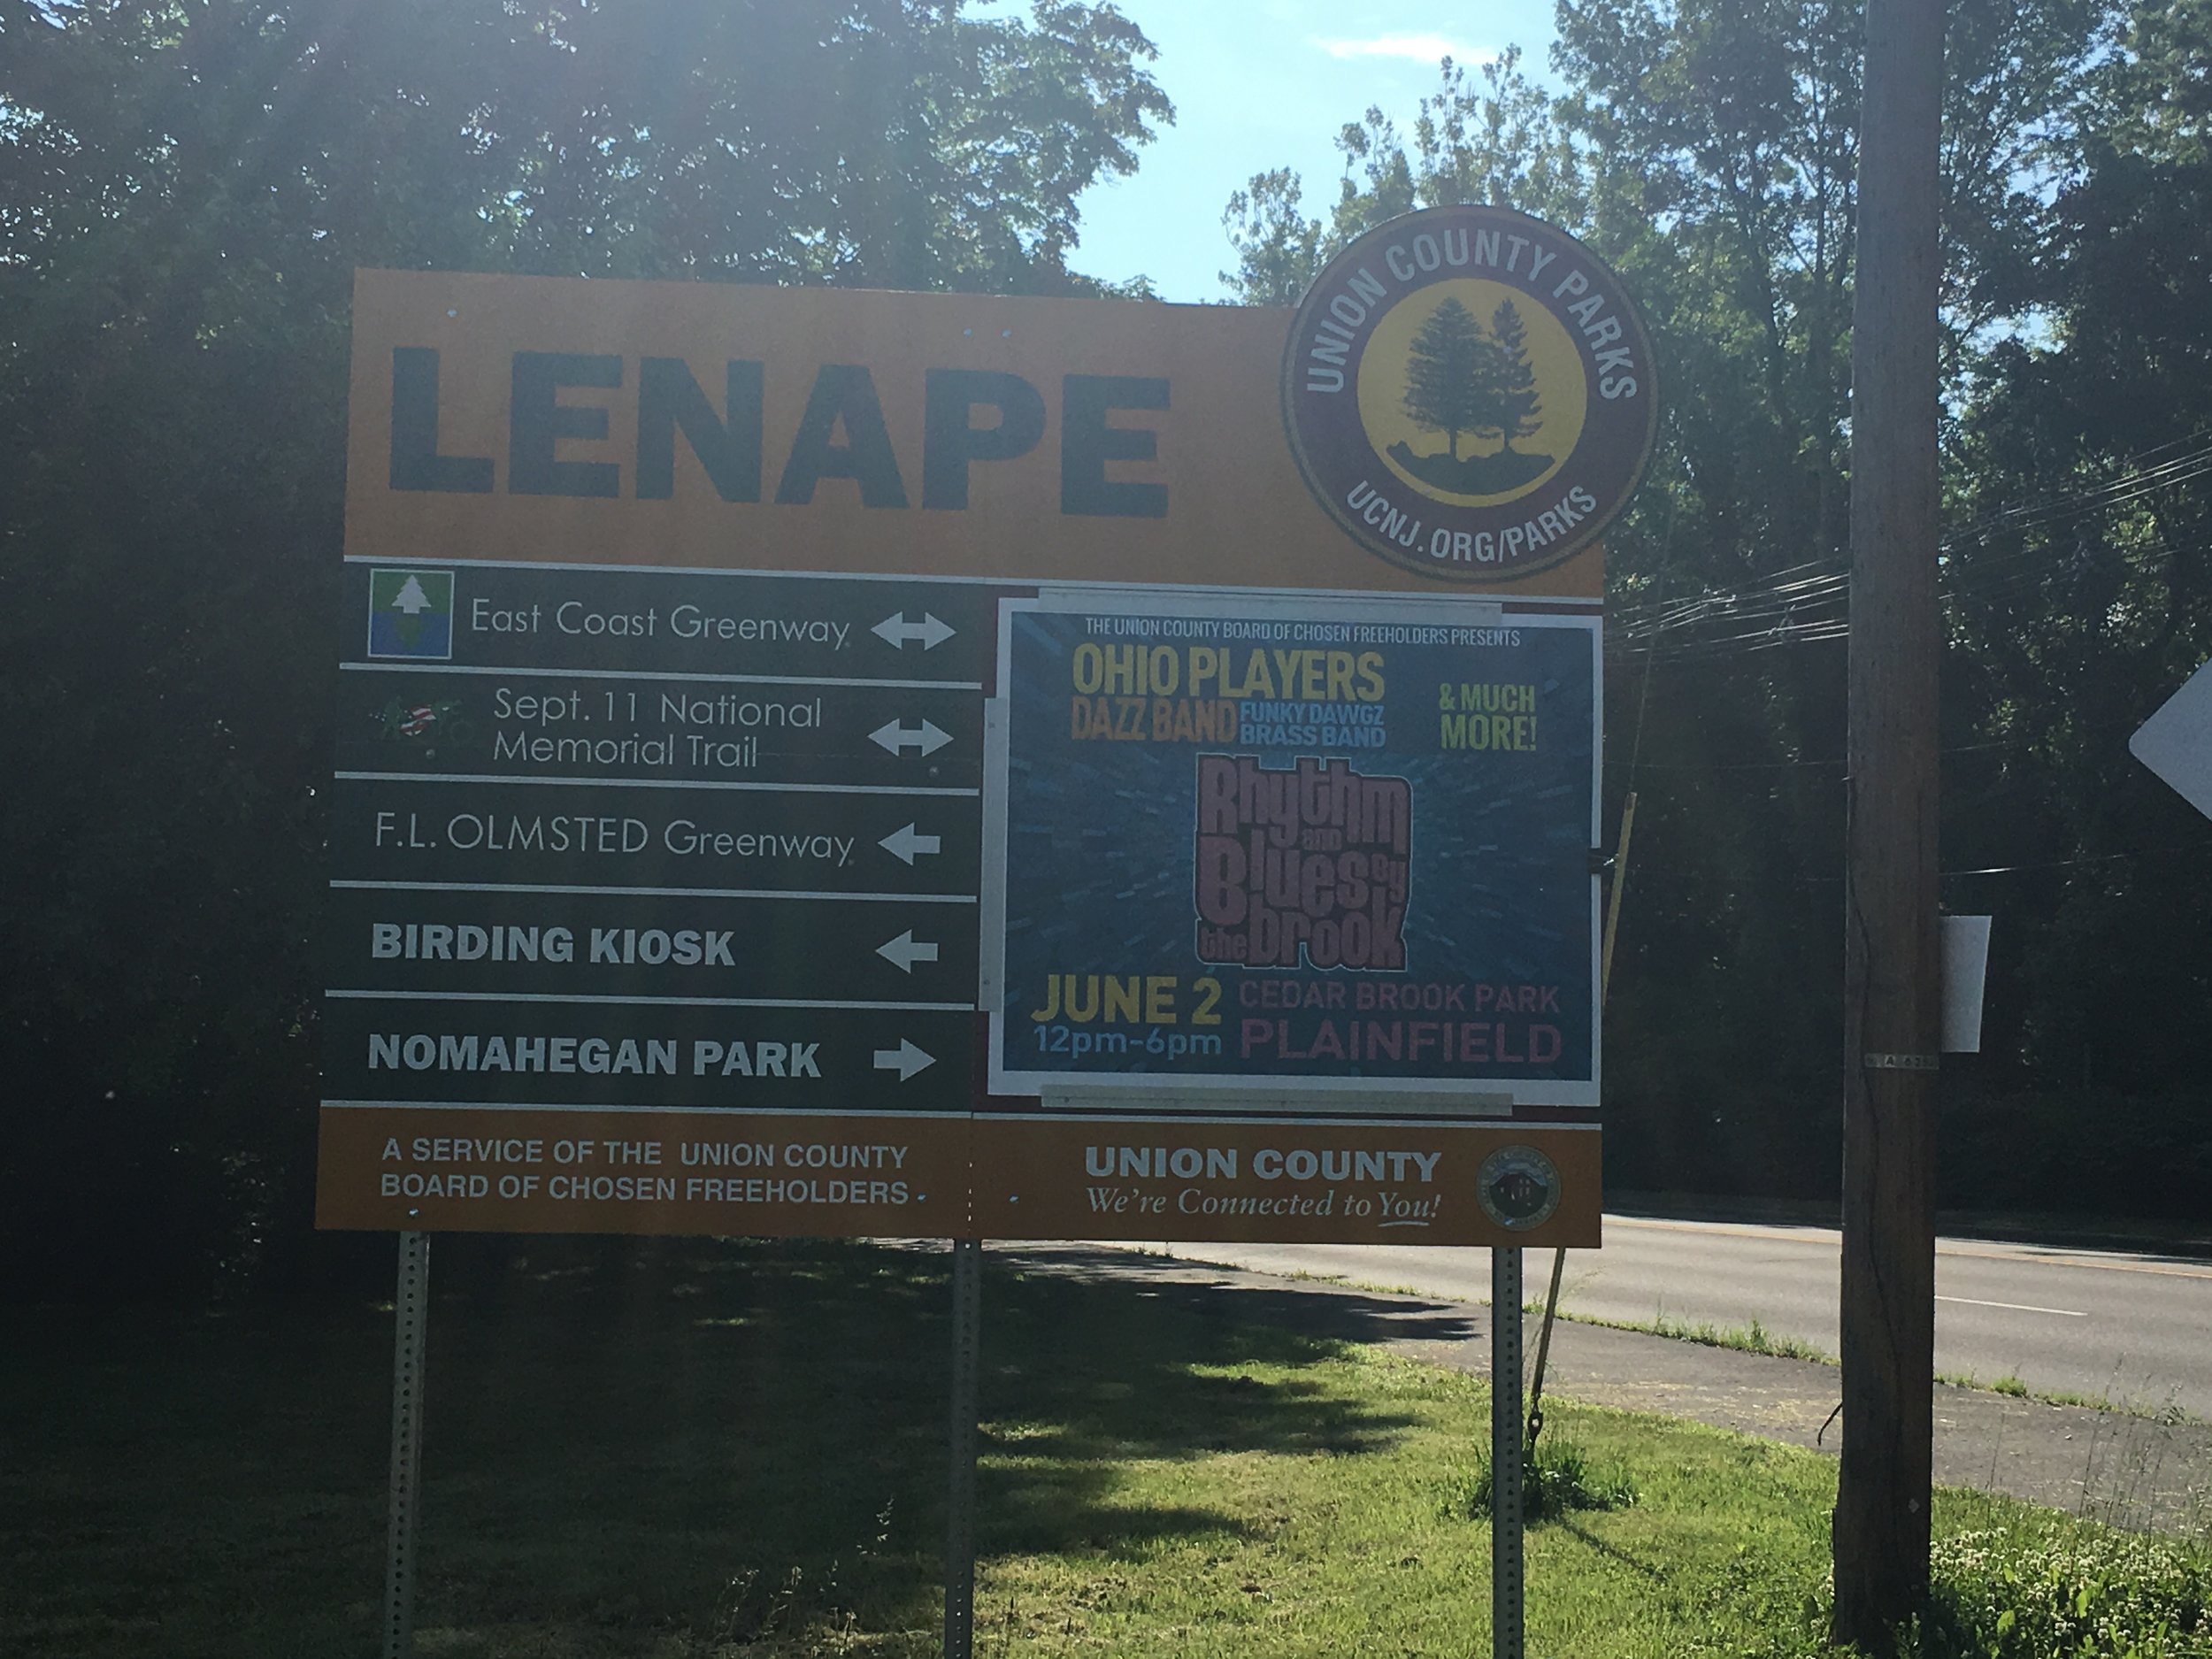 LENAPE
UNION COUNTY PARKS
UCNJ.ORG/PARKS
East Coast Greenway
Sept. 11 National
Memorial Trail
F.L. OLMSTED Greenway
BIRDING KIOSK
NOMAHEGAN PARK
THE UNION COUNTY BOARD OF CHOSEN FREEHOLDERS PRESENTS
OHIO PLAYERS
DAZZ BAND
FUNKY DAWGZ
BRASS BAND
& MUCH
MORE!
Rhythm
AND
Blues By
the brook
JUNE 2
12pm-6pm
CEDAR BROOK PARK
PLAINFIELD
A SERVICE OF THE UNION COUNTY
BOARD OF CHOSEN FREEHOLDERS
UNION COUNTY
We're Connected to You!